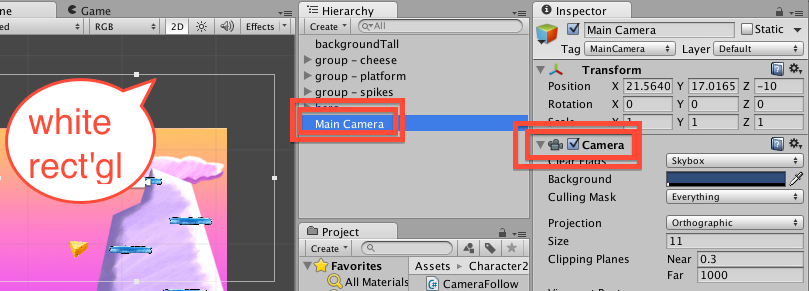 ne
Game
ed
RGB
2D
Effects
white
rect'gl
Hierarchy
Create
All
backgroundTall
group - cheese
group - platform
group - spikes
Main Camera
Project
Create
Favorites
All Materials
Assets
Character2
CameraFollow
Inspector
Main Camera
Static
Tag
MainCamera
Layer
Default
Transform
Position X 21.5640 Y 17.0165 Z -10
Rotation X 0 Y 0 Z 0
Scale X 1 Y 1 Z 1
Camera
Clear Flags
Skybox
Background
Culling Mask
Everything
Projection
Orthographic
Size
11
Clipping Planes
Near 0.3
Far 1000